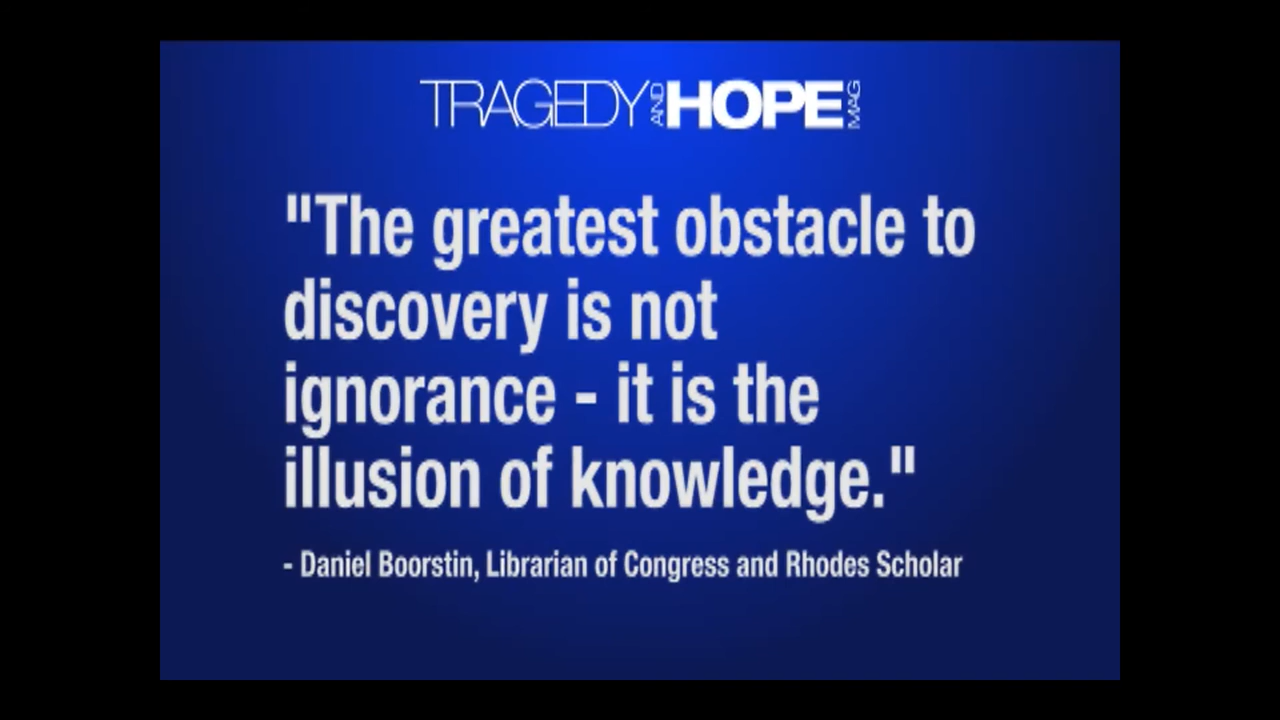 TRAGEDY AND HOPE MAG
"The greatest obstacle to
discovery is not
ignorance - it is the
illusion of knowledge."
- Daniel Boorstin, Librarian of Congress and Rhodes Scholar